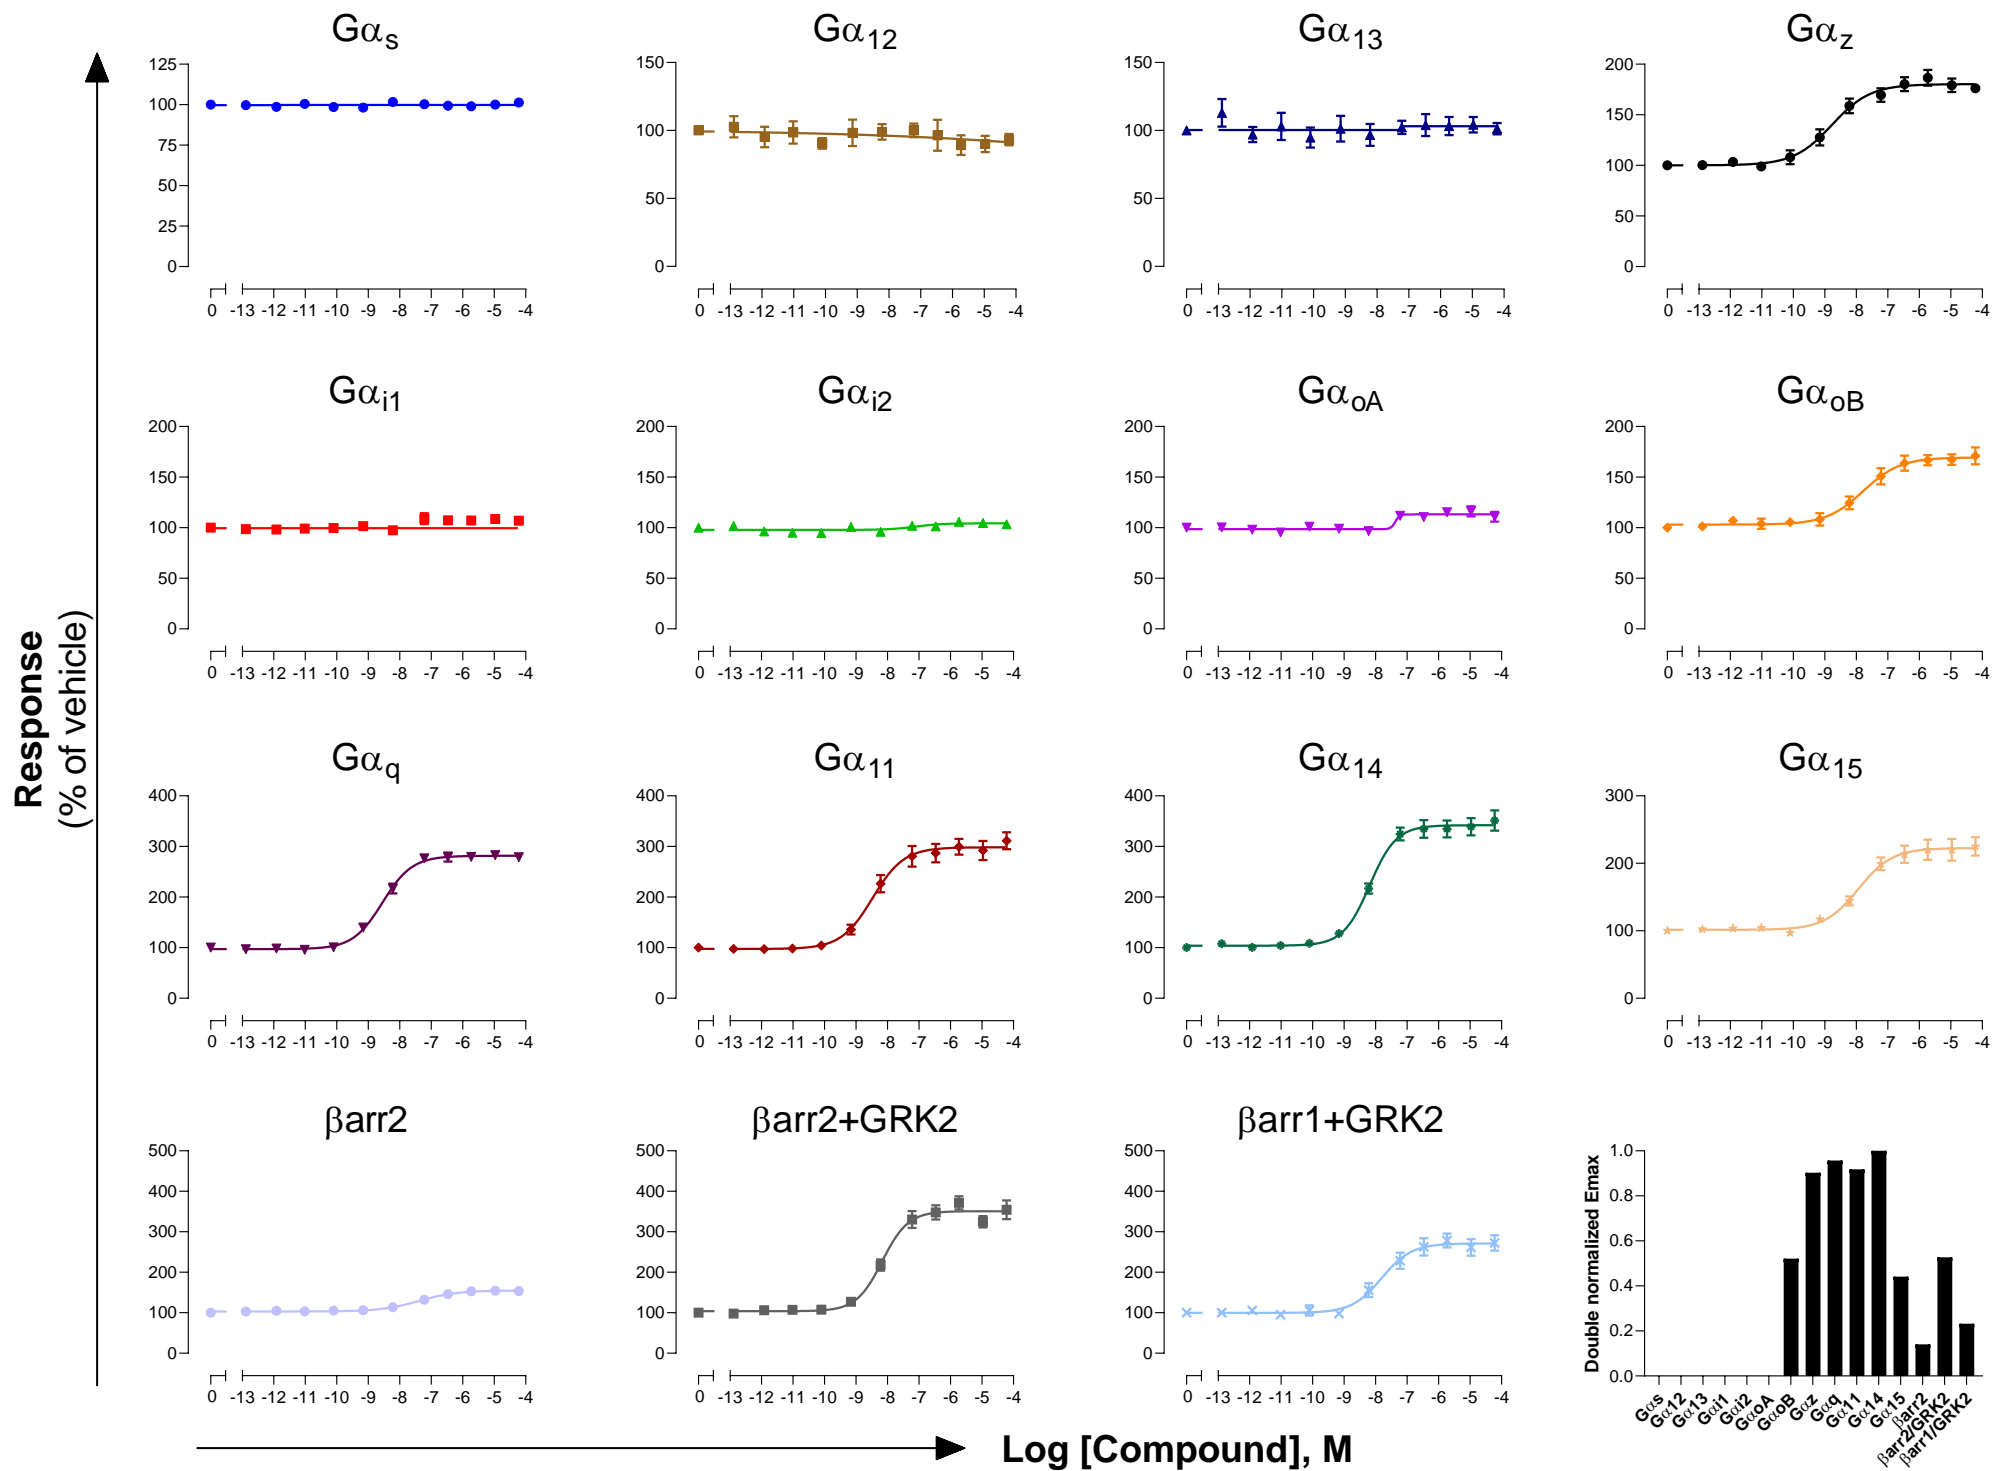 Gαs Gα12 Gα13 Gαz
125 150 150 200
100 100 100 150
75 50 50 100
50 0 0 50
25 0
0
0 -13 -12 -11 -10 -9 -8 -7 -6 -5 -4 0 -13 -12 -11 -10 -9 -8 -7 -6 -5 -4 0 -13 -12 -11 -10 -9 -8 -7 -6 -5 -4 0 -13 -12 -11 -10 -9 -8 -7 -6 -5 -4
Gαi1 Gαi2 GαoA GαoB
200 200 200 200
150 150 150 150
100 100 100 100
50 50 50 50
0 0 0 0
0 -13 -12 -11 -10 -9 -8 -7 -6 -5 -4 0 -13 -12 -11 -10 -9 -8 -7 -6 -5 -4 0 -13 -12 -11 -10 -9 -8 -7 -6 -5 -4 0 -13 -12 -11 -10 -9 -8 -7 -6 -5 -4
Response
(% of vehicle)
Gαq Gα11 Gα14 Gα15
400 400 400 300
300 300 300 200
200 200 200 100
100 100 100 0
0 0 0
0 -13 -12 -11 -10 -9 -8 -7 -6 -5 -4 0 -13 -12 -11 -10 -9 -8 -7 -6 -5 -4 0 -13 -12 -11 -10 -9 -8 -7 -6 -5 -4 0 -13 -12 -11 -10 -9 -8 -7 -6 -5 -4
βarr2 βarr2+GRK2 βarr1+GRK2
500 500 500 1.0
400 400 400 0.8
300 300 300 0.6
200 200 200 0.4
100 100 100 0.2
0 0 0 0.0
Double normalized Emax
0 -13 -12 -11 -10 -9 -8 -7 -6 -5 -4 0 -13 -12 -11 -10 -9 -8 -7 -6 -5 -4 0 -13 -12 -11 -10 -9 -8 -7 -6 -5 -4
Gαs Gα12 Gα13 Gαi1 Gαi2 GαoA GαoB Gαz Gαq Gα11 Gα14 Gα15 βarr2 βarr2/GRK2 βarr1/GRK2
Log [Compound], M